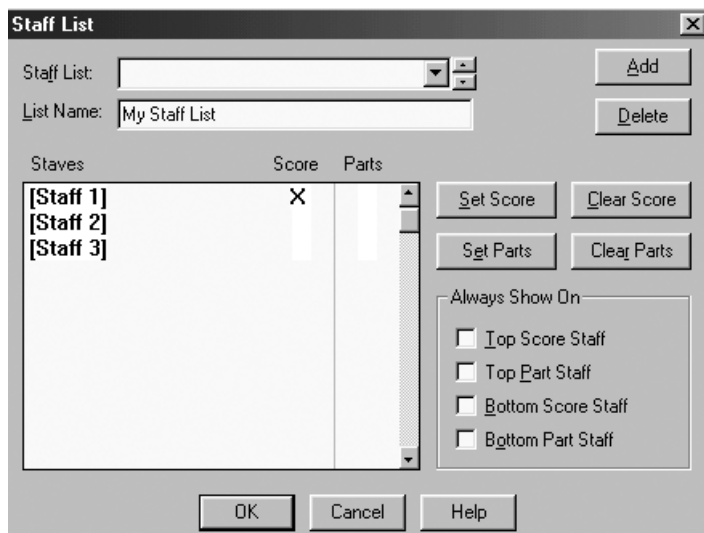 Staff List
Staff List:
Add
List Name: My Staff List
Delete
Staves Score Parts
[Staff 1] X
[Staff 2]
[Staff 3]
Set Score Clear Score
Set Parts Clear Parts
Always Show On
Top Score Staff
Top Part Staff
Bottom Score Staff
Bottom Part Staff
OK Cancel Help